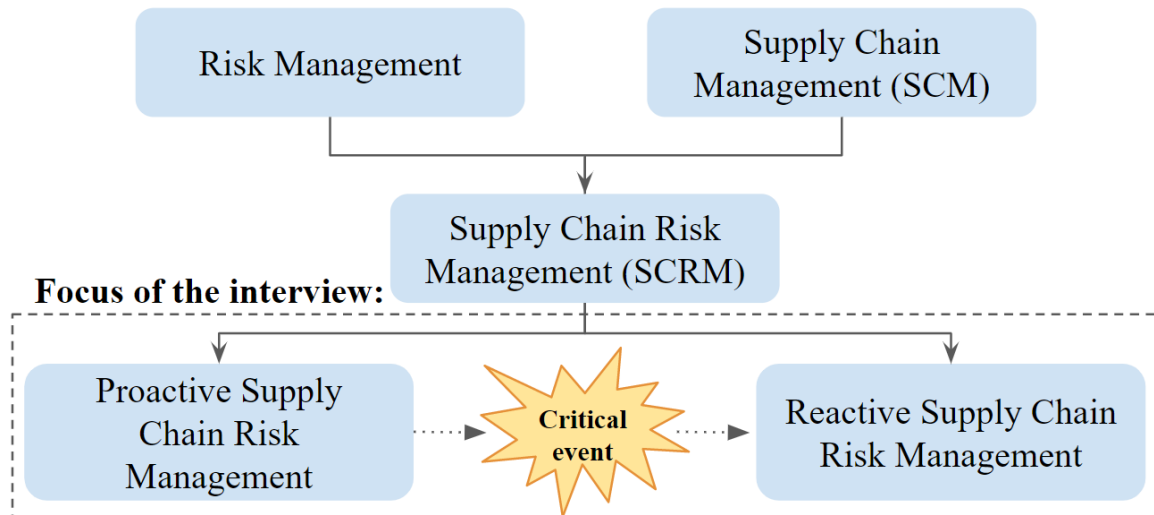 Risk Management
Supply Chain
Management (SCM)
Supply Chain Risk
Management (SCRM)
Focus of the interview:
Proactive Supply
Chain Risk
Management
Critical
event
Reactive Supply Chain
Risk Management